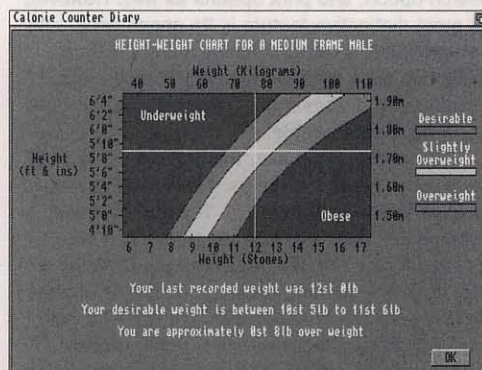 Calorie Counter Diary
HEIGHT-WEIGHT CHART FOR A MEDIUM FRAME MALE
Weight (Kilograms)
40 50 60 70 80 90 100 110
6'4" 1.90m
6'2"
6'0" 1.80m
5'10"
5'8" 1.70m
5'6"
5'4" 1.60m
5'2"
5'0" 1.50m
4'10"
Height
(ft & ins)
Underweight
Obese
Desirable
Slightly
Overweight
Overweight
6 7 8 9 10 11 12 13 14 15 16 17
Weight (Stones)
Your last recorded weight was 12st 0lb
Your desirable weight is between 10st 5lb to 11st 6lb
You are approximately 0st 8lb over weight
OK